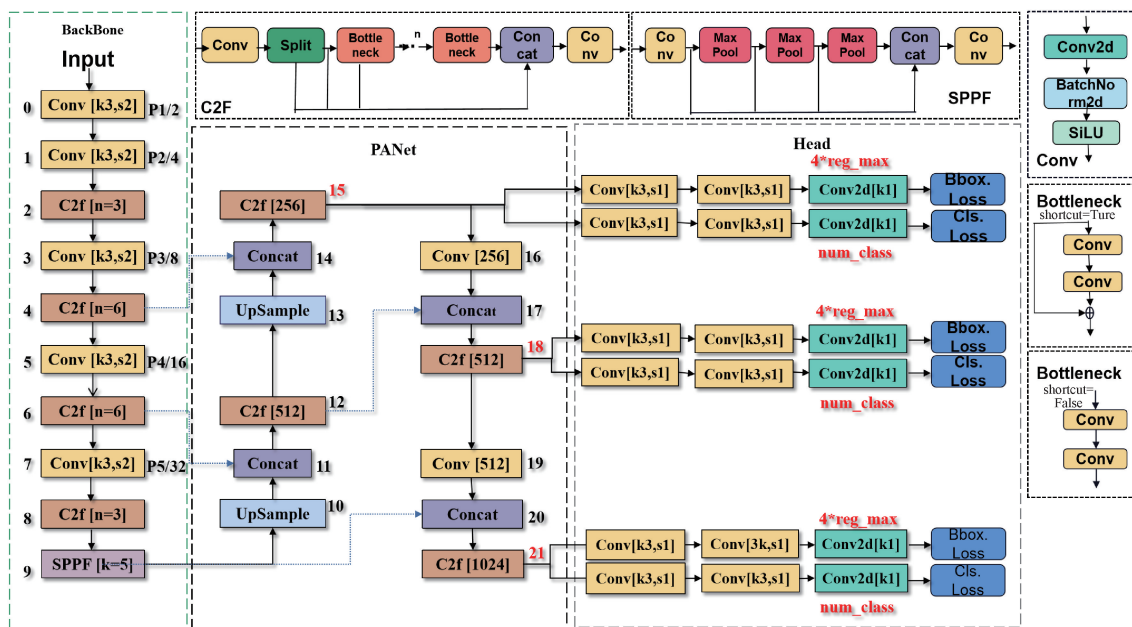 BackBone
Input
0
Conv [k3,s2]
P1/2
1
Conv [k3,s2]
P2/4
2
C2f [n=3]
3
Conv [k3,s2]
P3/8
4
C2f [n=6]
5
Conv [k3,s2]
P4/16
6
C2f [n=6]
7
Conv[k3,s2]
P5/32
8
C2f [n=3]
9
SPPF [k=5]
Conv
Split
Bottle
neck
n
Bottle
neck
Con
cat
Co
nv
C2F
Co
nv
Max
Pool
Max
Pool
Max
Pool
Con
cat
Co
nv
SPPF
Conv2d
BatchNo
rm2d
SiLU
Conv
PANet
15
C2f [256]
Concat
14
UpSample
13
C2f [512]
12
Concat
11
UpSample
10
Conv [256]
16
Concat
17
C2f [512]
18
Conv [512]
19
Concat
20
C2f [1024]
21
Head
4*reg_max
Conv[k3,s1]
Conv[k3,s1]
Conv2d[k1]
Bbox.
Loss
Conv[k3,s1]
Conv[k3,s1]
Conv2d[k1]
Cls.
Loss
num_class
4*reg_max
Conv[k3,s1]
Conv[k3,s1]
Conv2d[k1]
Bbox.
Loss
Conv[k3,s1]
Conv[k3,s1]
Conv2d[k1]
Cls.
Loss
num_class
4*reg_max
Conv[k3,s1]
Conv[3k,s1]
Conv2d[k1]
Bbox.
Loss
Conv[k3,s1]
Conv[k3,s1]
Conv2d[k1]
Cls.
Loss
num_class
Bottleneck
shortcut=Ture
Conv
Conv
Bottleneck
shortcut=
False
Conv
Conv